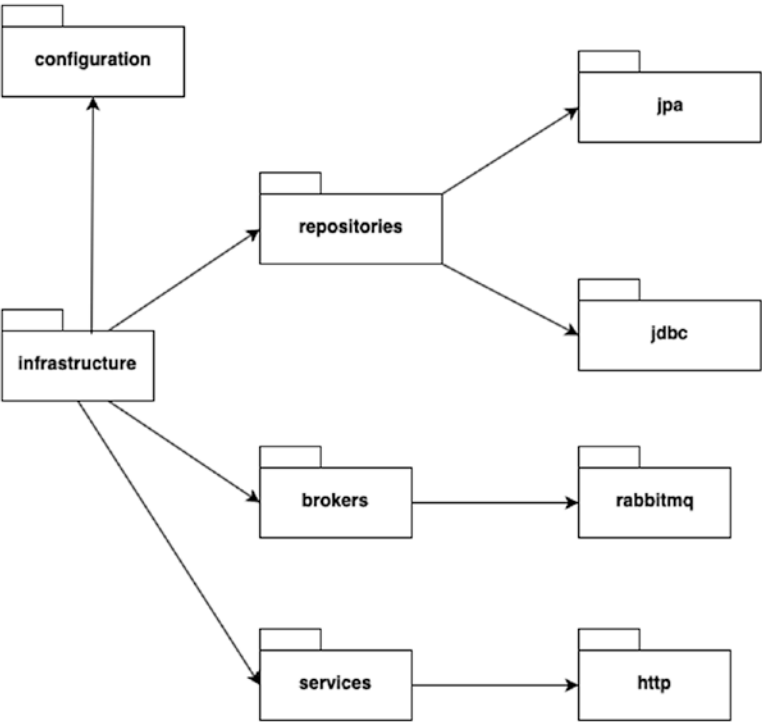 configuration
jpa
repositories
jdbc
infrastructure
brokers
rabbitmq
services
http